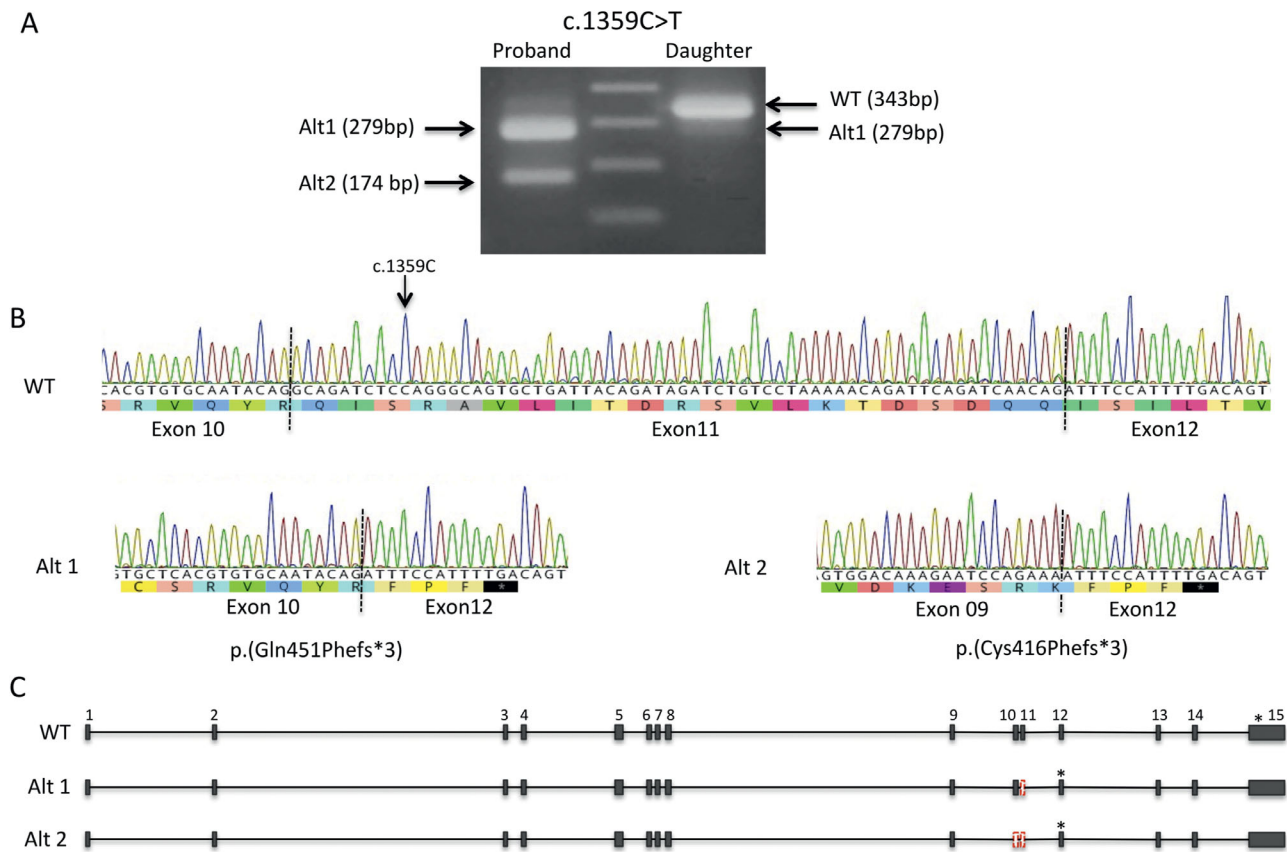 A
c.1359C>T
Proband
Daughter
Alt1 (279bp)
Alt2 (174 bp)
WT (343bp)
Alt1 (279bp)
c.1359C
B
WT
CACGTGTGCAATACAGGCAGATCTCCAGGGCAGTGCTGATTACAGATAGATCTGTCCTAAAAACAGATTCAGATCAACAGATTTCCATTTTGACAGT
S R V Q Y R Q I S R A V L I T D R S V L K T D S D Q Q I S I L T V
Exon 10 Exon11 Exon12
Alt 1
GTGCTCACGTGTGCAATACAGATTTCCATTTTGACAGT
C S R V Q Y R F P F *
Exon 10 Exon12
p.(Gln451Phefs*3)
Alt 2
GTGGACAAAGAATCCAGAAAATTTCCATTTTGACAGT
V D K E S R K F P F *
Exon 09 Exon12
p.(Cys416Phefs*3)
C
1 2 3 4 5 6 7 8 9 10 11 12 13 14 * 15
WT
*
Alt 1
*
Alt 2